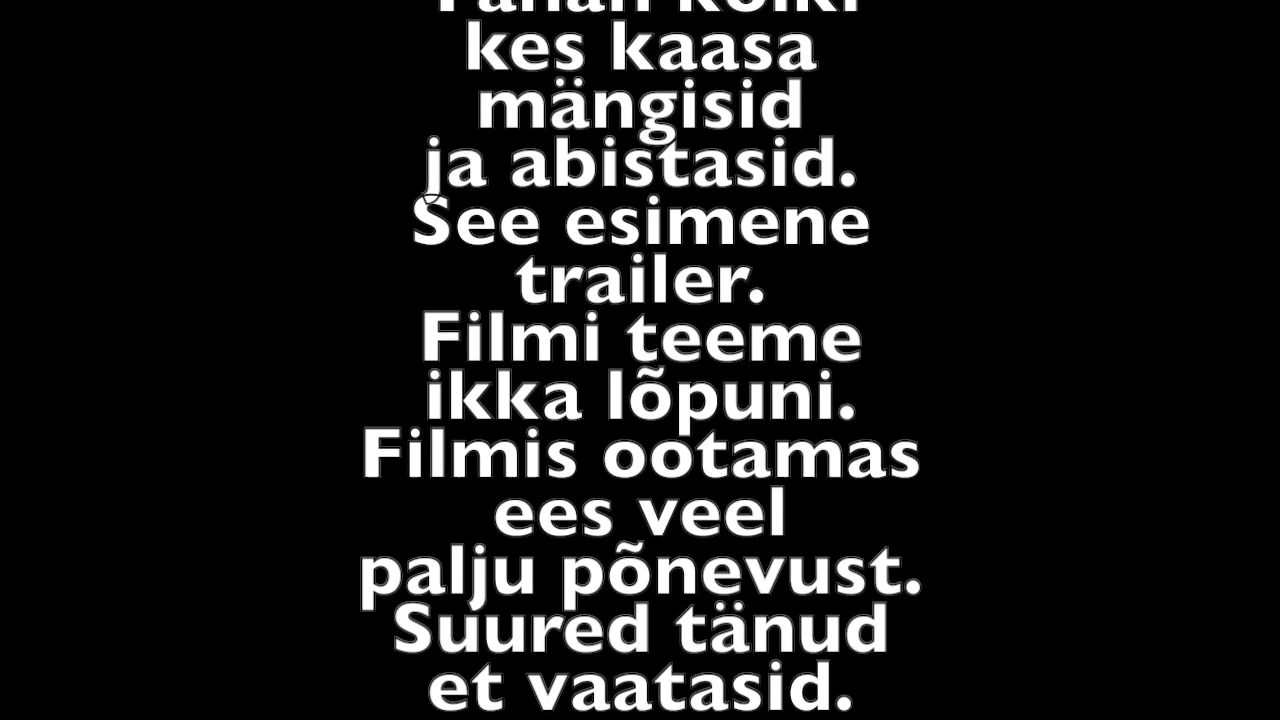 kes kaasa
mängisid
ja abistasid.
See esimene
trailer.
Filmi teeme
ikka lõpuni.
Filmis ootamas
ees veel
palju põnevust.
Suured tänud
et vaatasid.